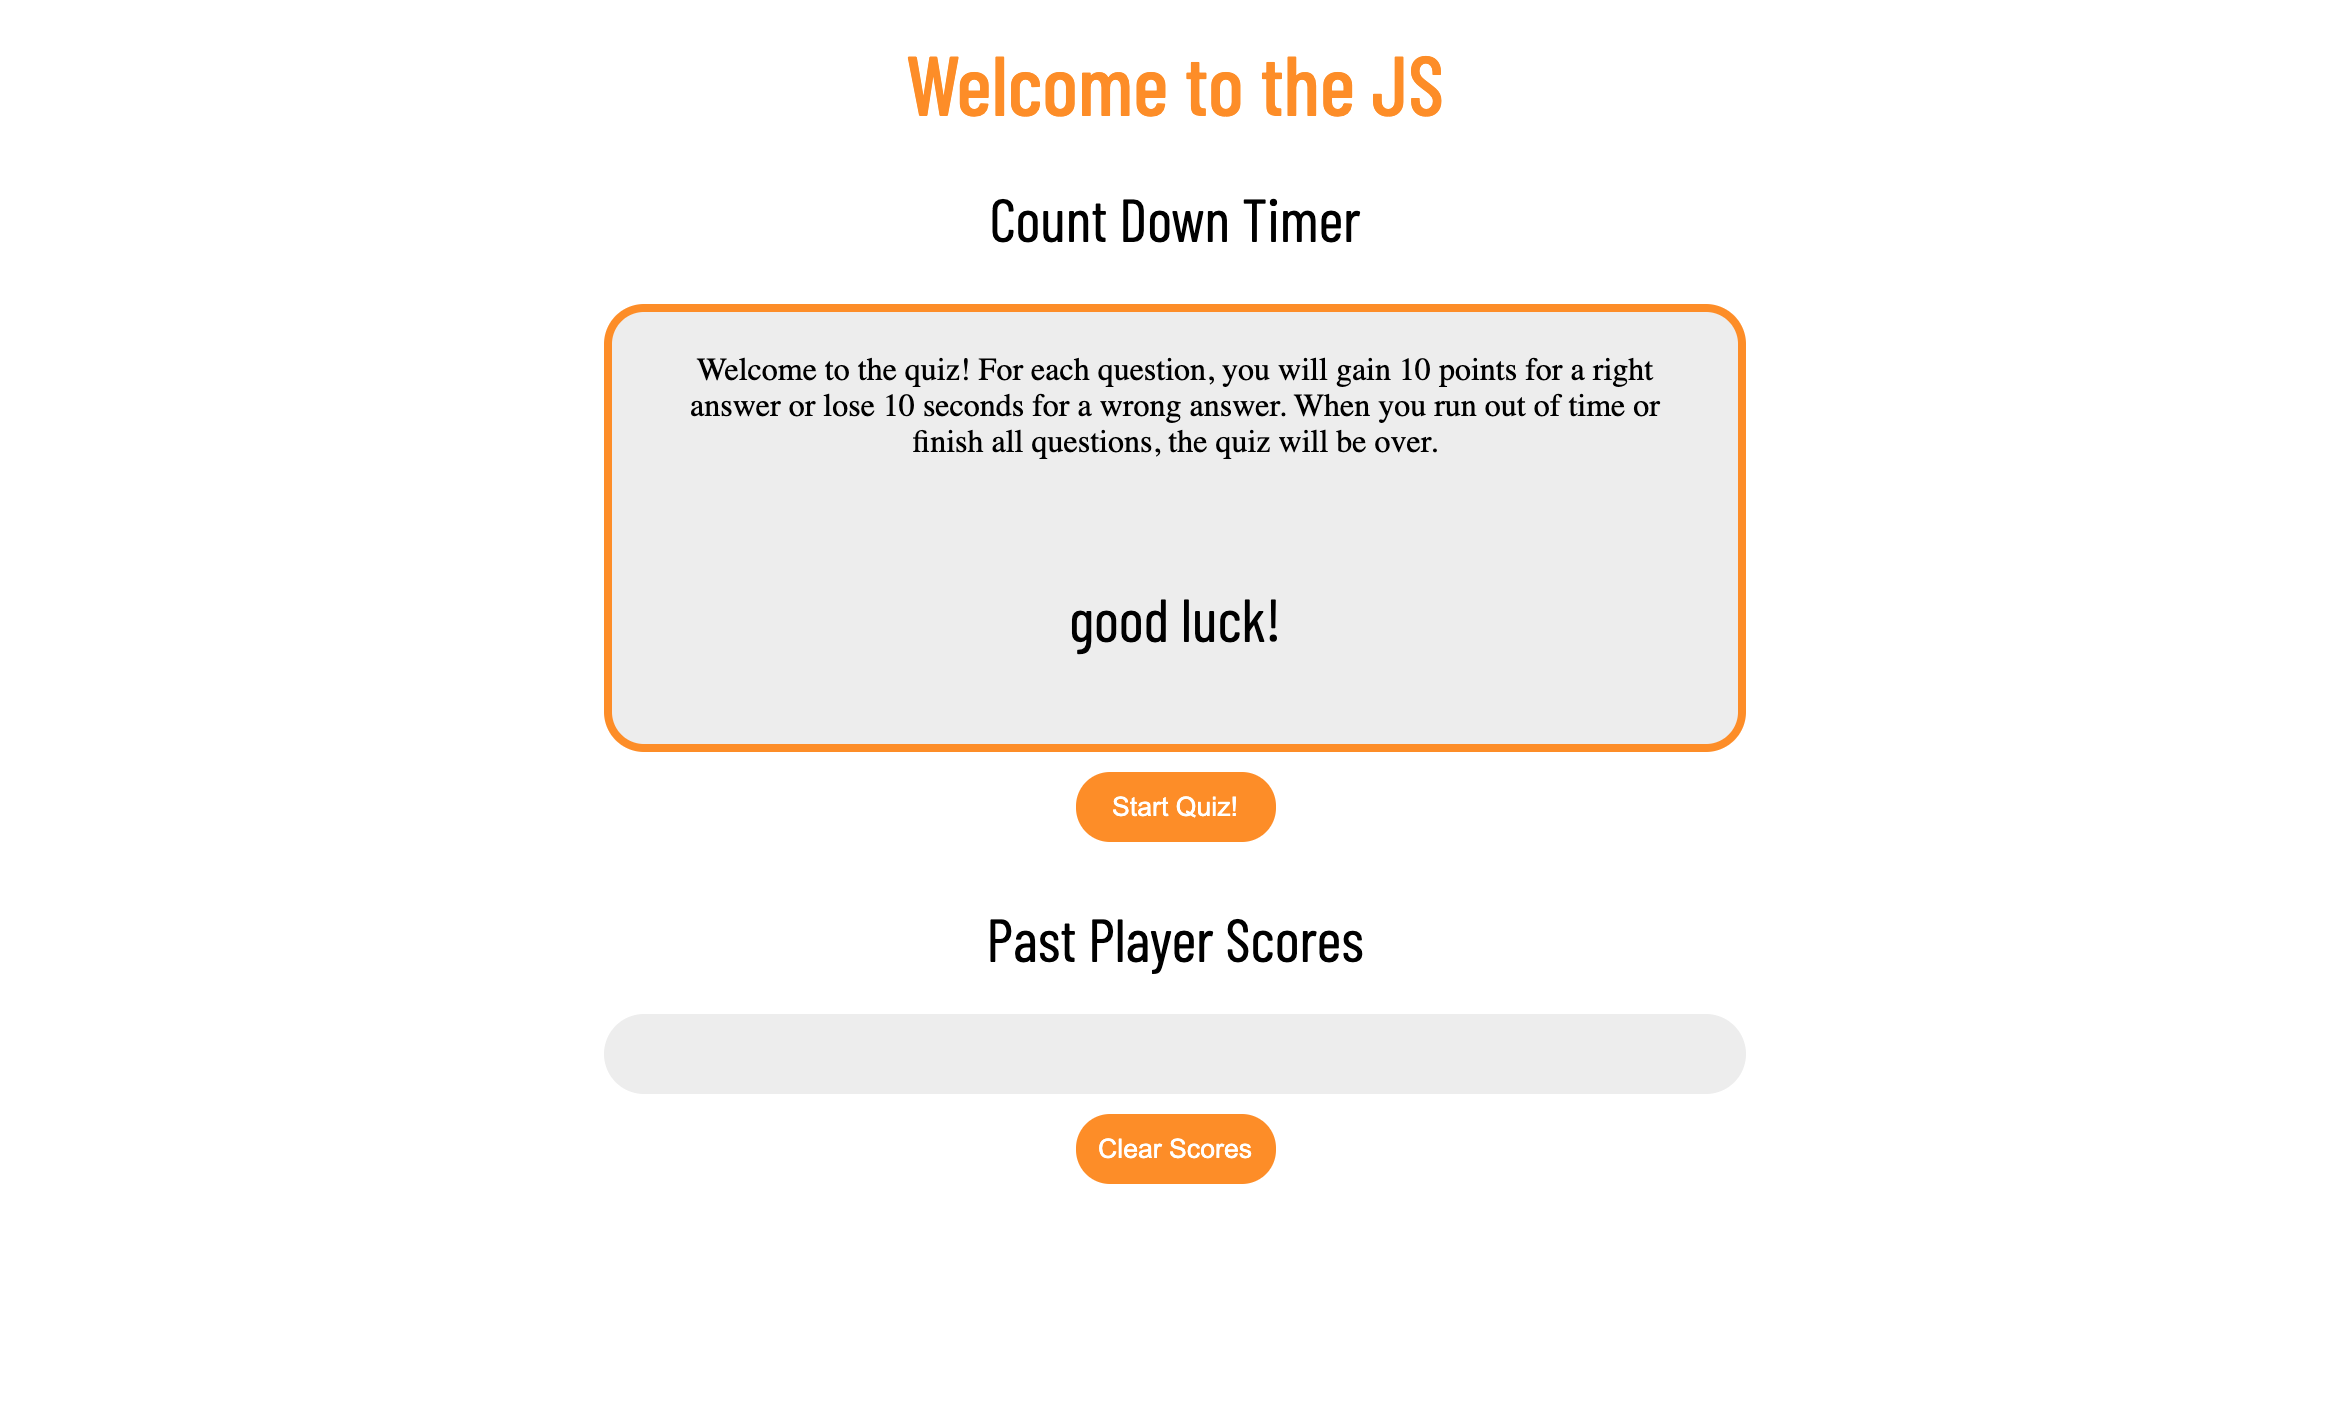 Welcome to the JS
Count Down Timer
Welcome to the quiz! For each question, you will gain 10 points for a right
answer or lose 10 seconds for a wrong answer. When you run out of time or
finish all questions, the quiz will be over.
good luck!
Start Quiz!
Past Player Scores
Clear Scores